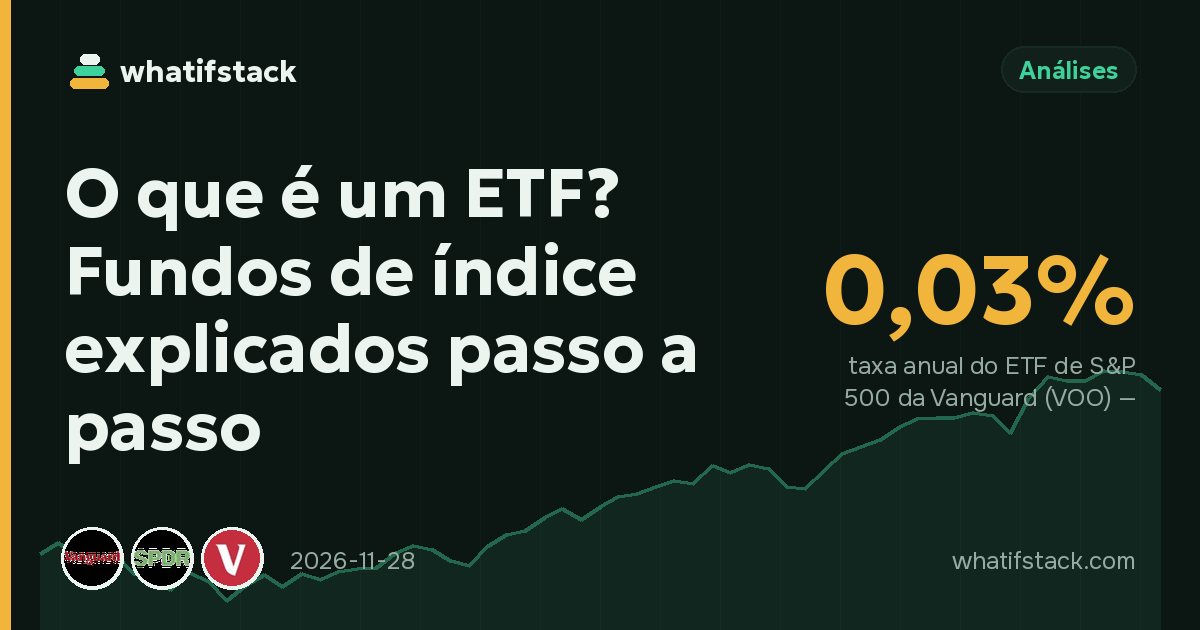 whatifstack
Análises
O que é um ETF?
Fundos de índice
explicados passo a
passo
0,03%
taxa anual do ETF de S&P
500 da Vanguard (VOO) —
Vanguard
SPDR
V
2026-11-28
whatifstack.com